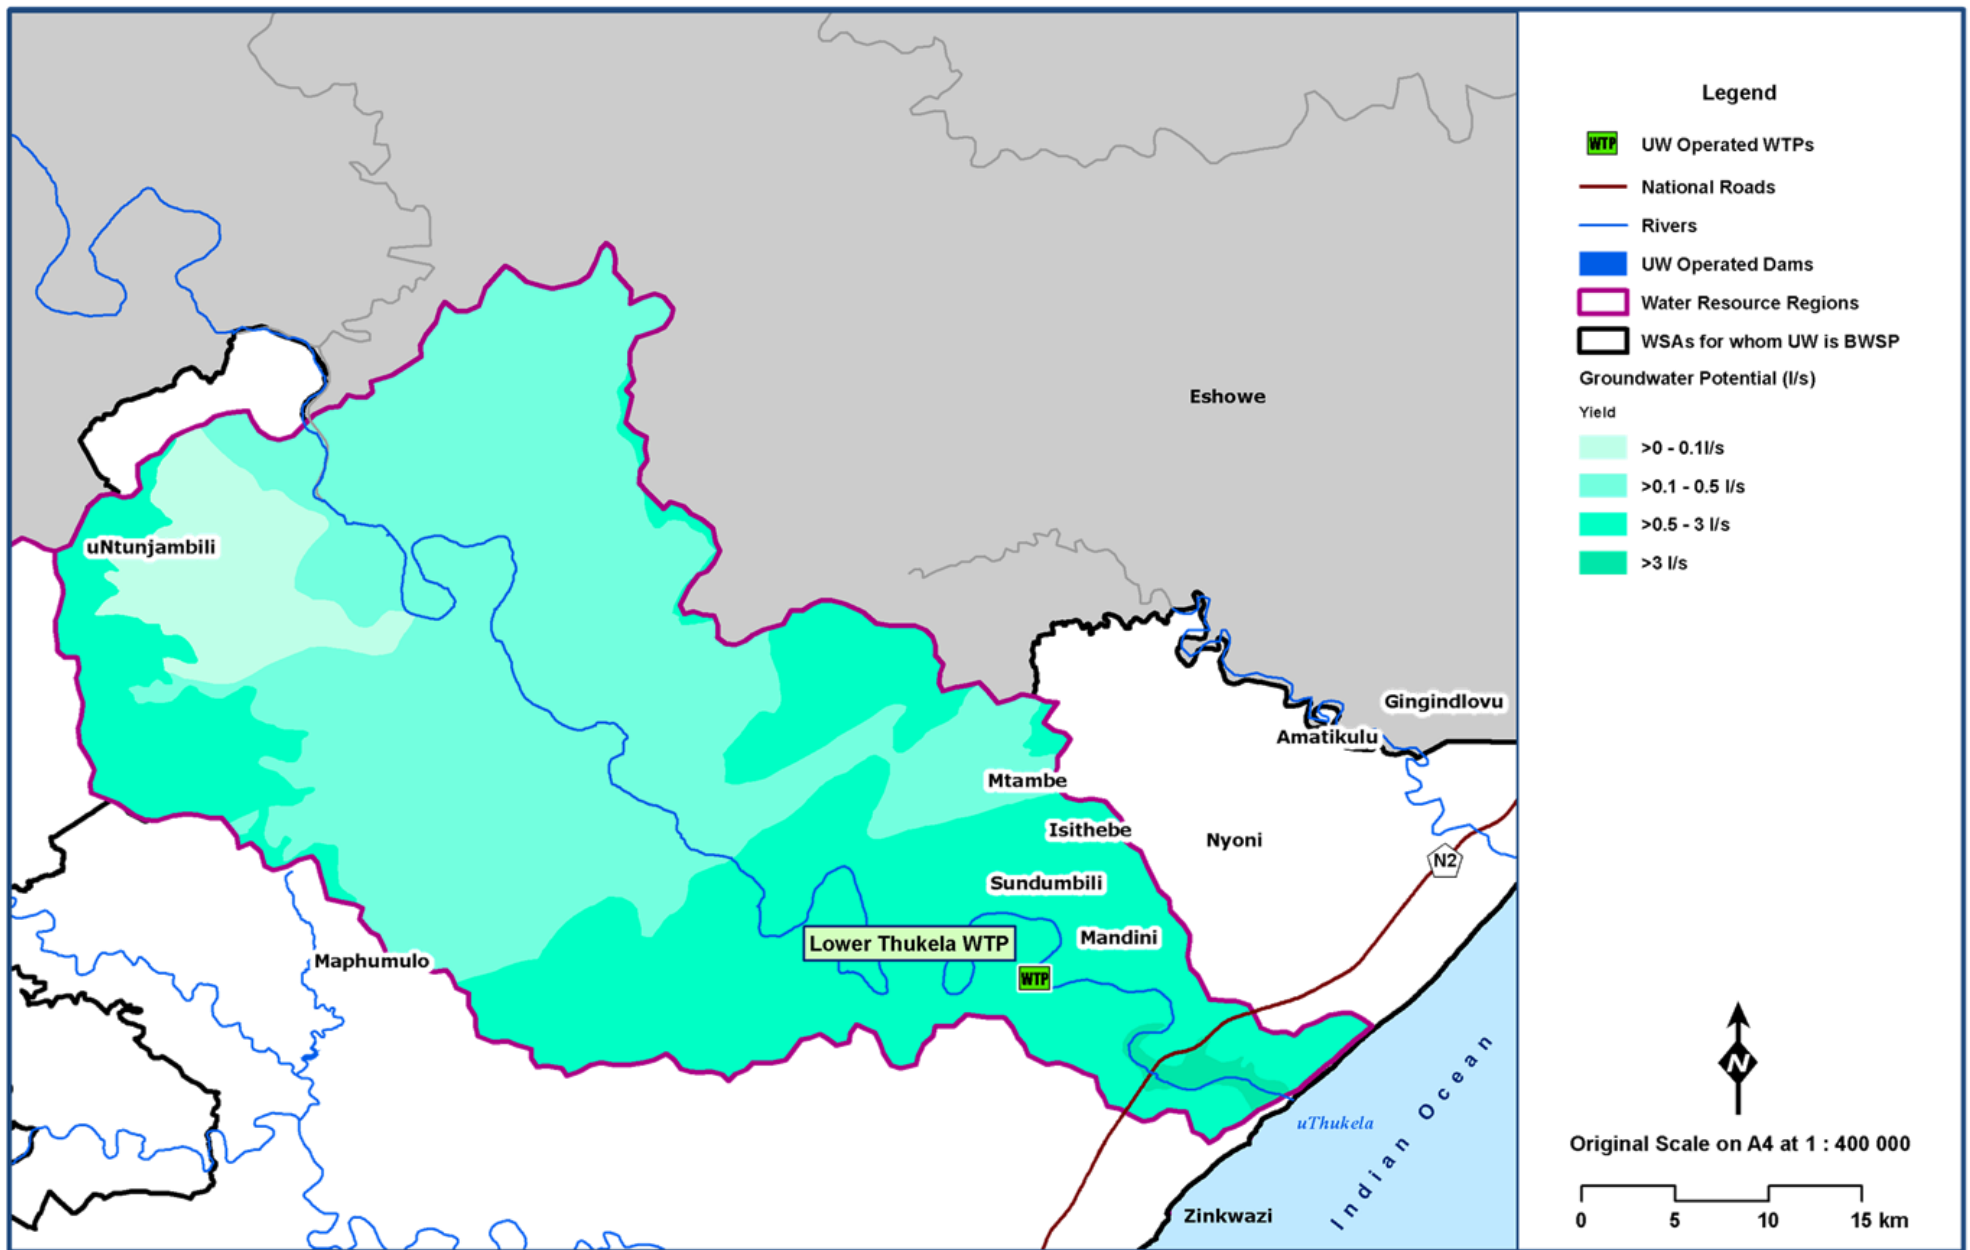 Eshowe
uNtunjambili
Gingindlovu
Amatikulu
Mtambe
Isithebe
Nyoni
N2
Sundumbili
Mandini
Lower Thukela WTP
WTP
Maphumulo
uThukela
Indian Ocean
Zinkwazi
Legend
WTP UW Operated WTPs
National Roads
Rivers
UW Operated Dams
Water Resource Regions
WSAs for whom UW is BWSP
Groundwater Potential (l/s)
Yield
>0 - 0.1l/s
>0.1 - 0.5 l/s
>0.5 - 3 l/s
>3 l/s
N
Original Scale on A4 at 1 : 400 000
0 5 10 15 km